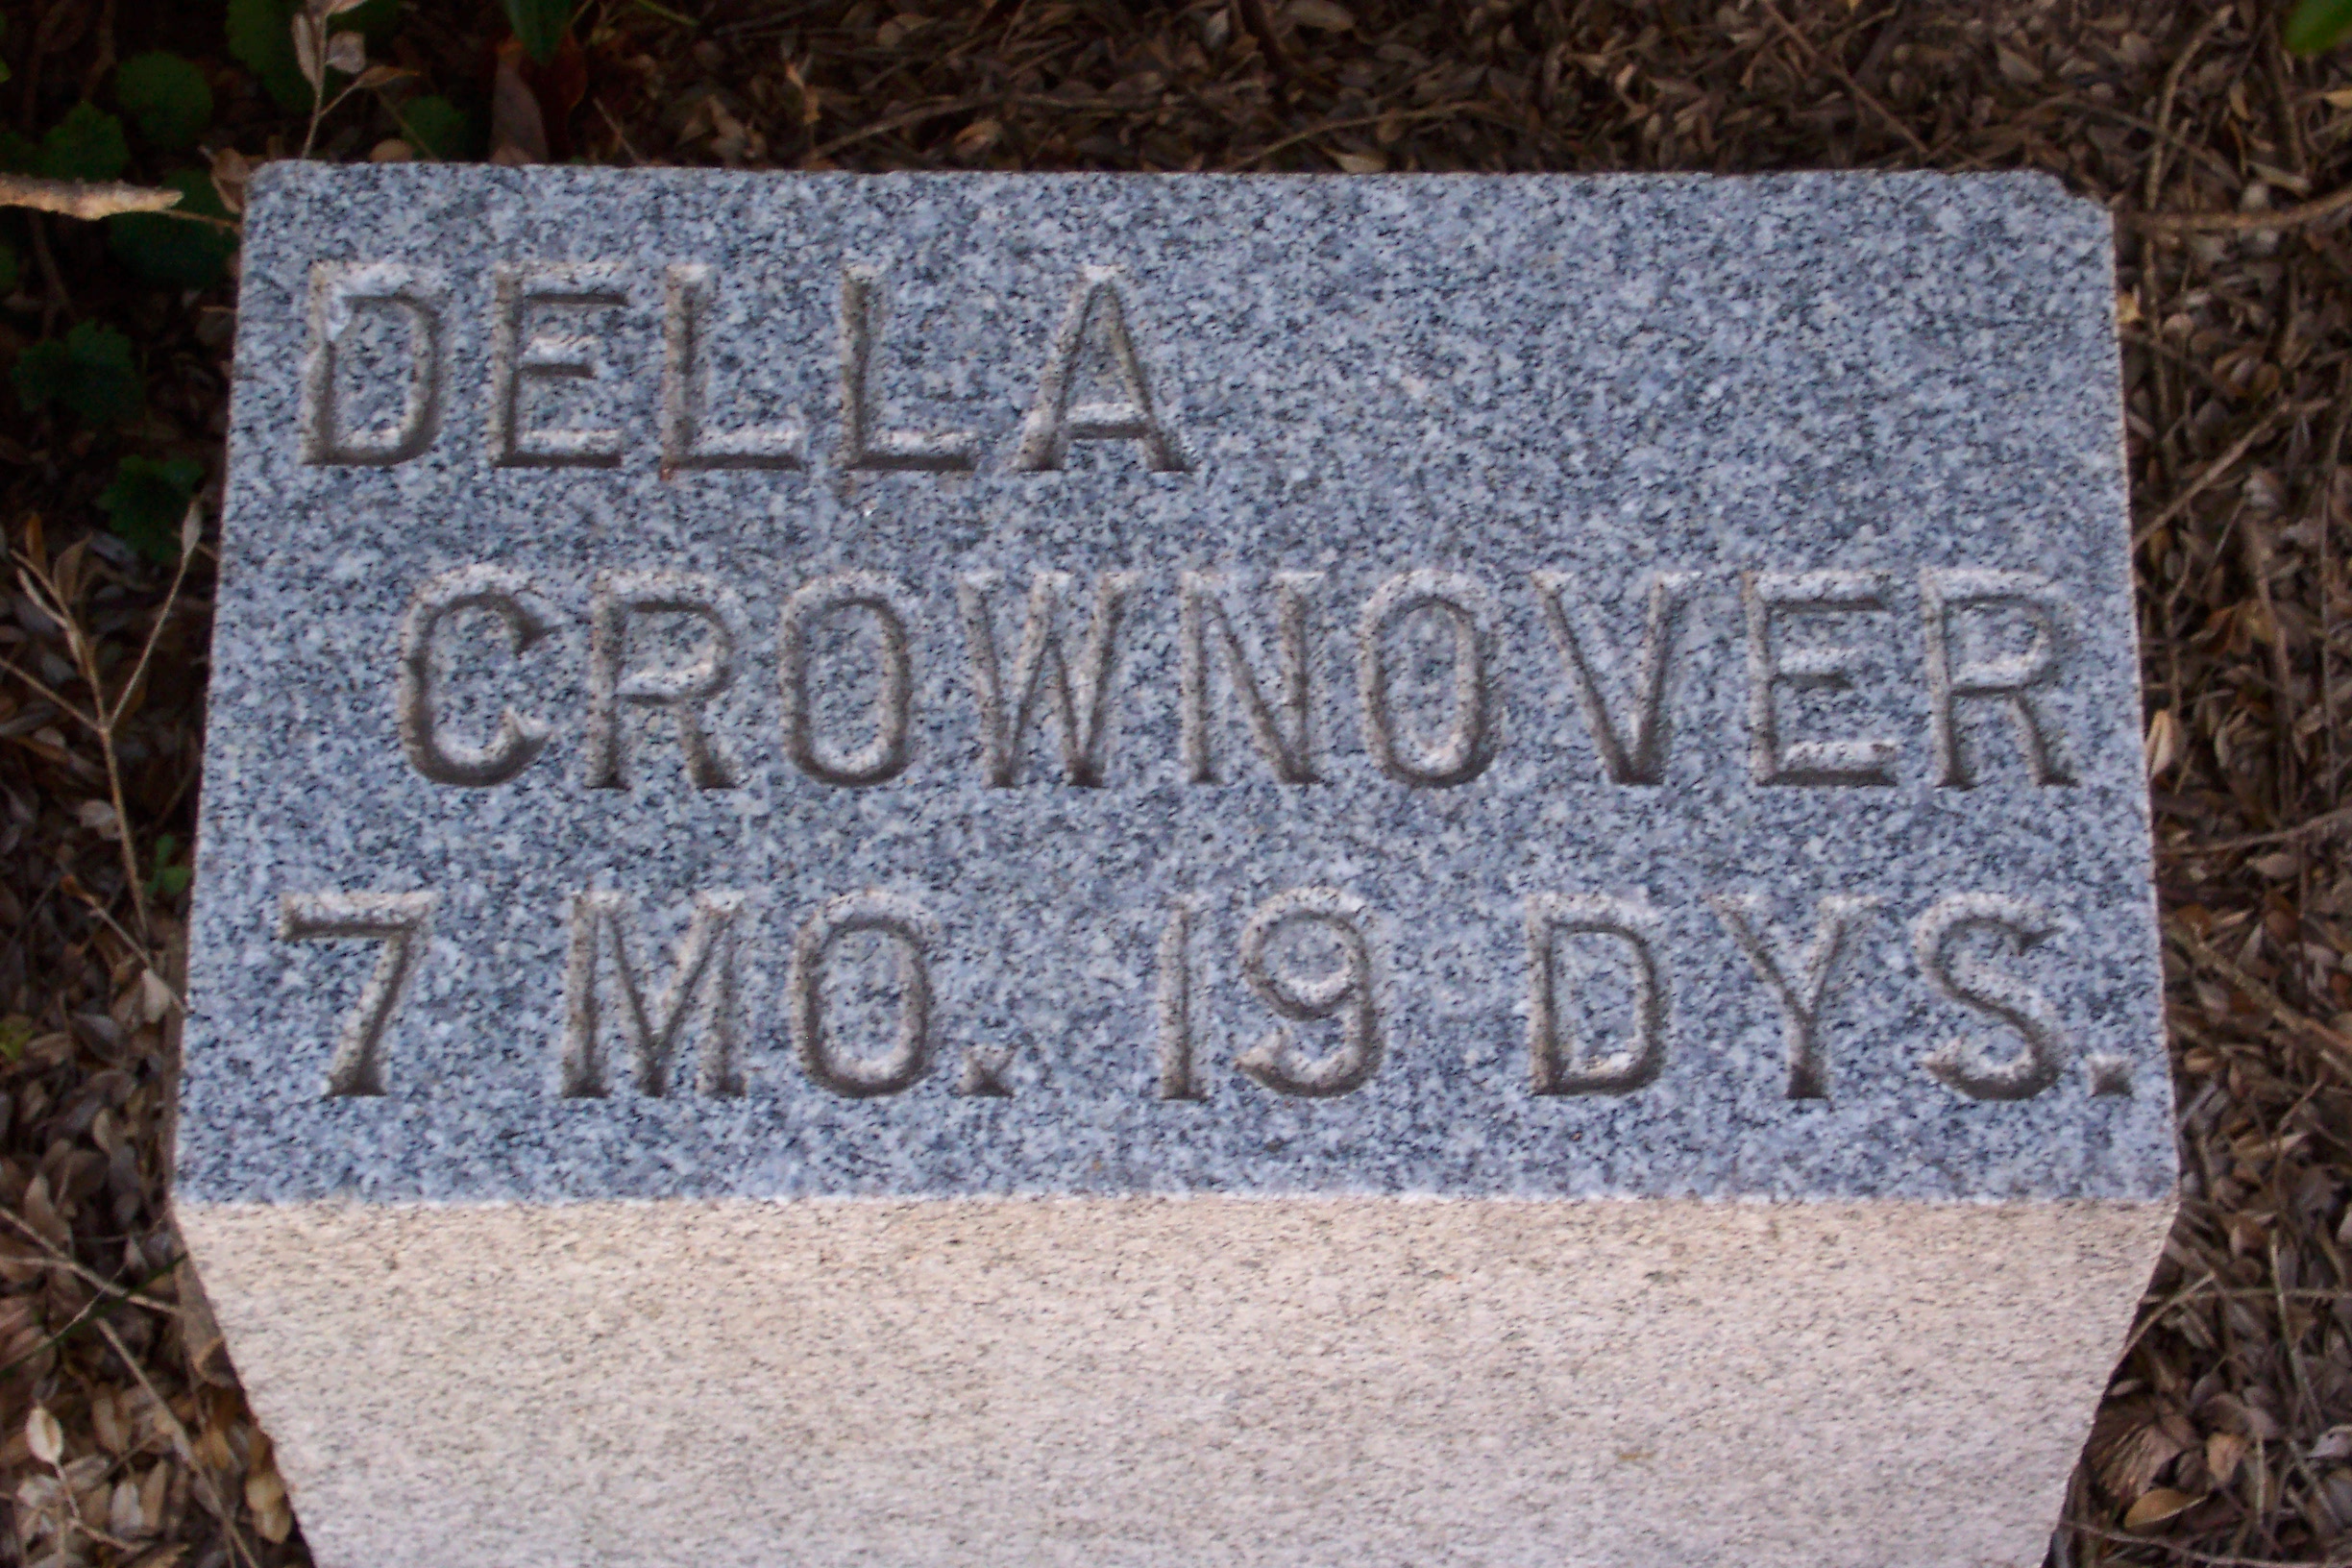 DELLA
CROWNOVER
7 MO. 19 DYS.